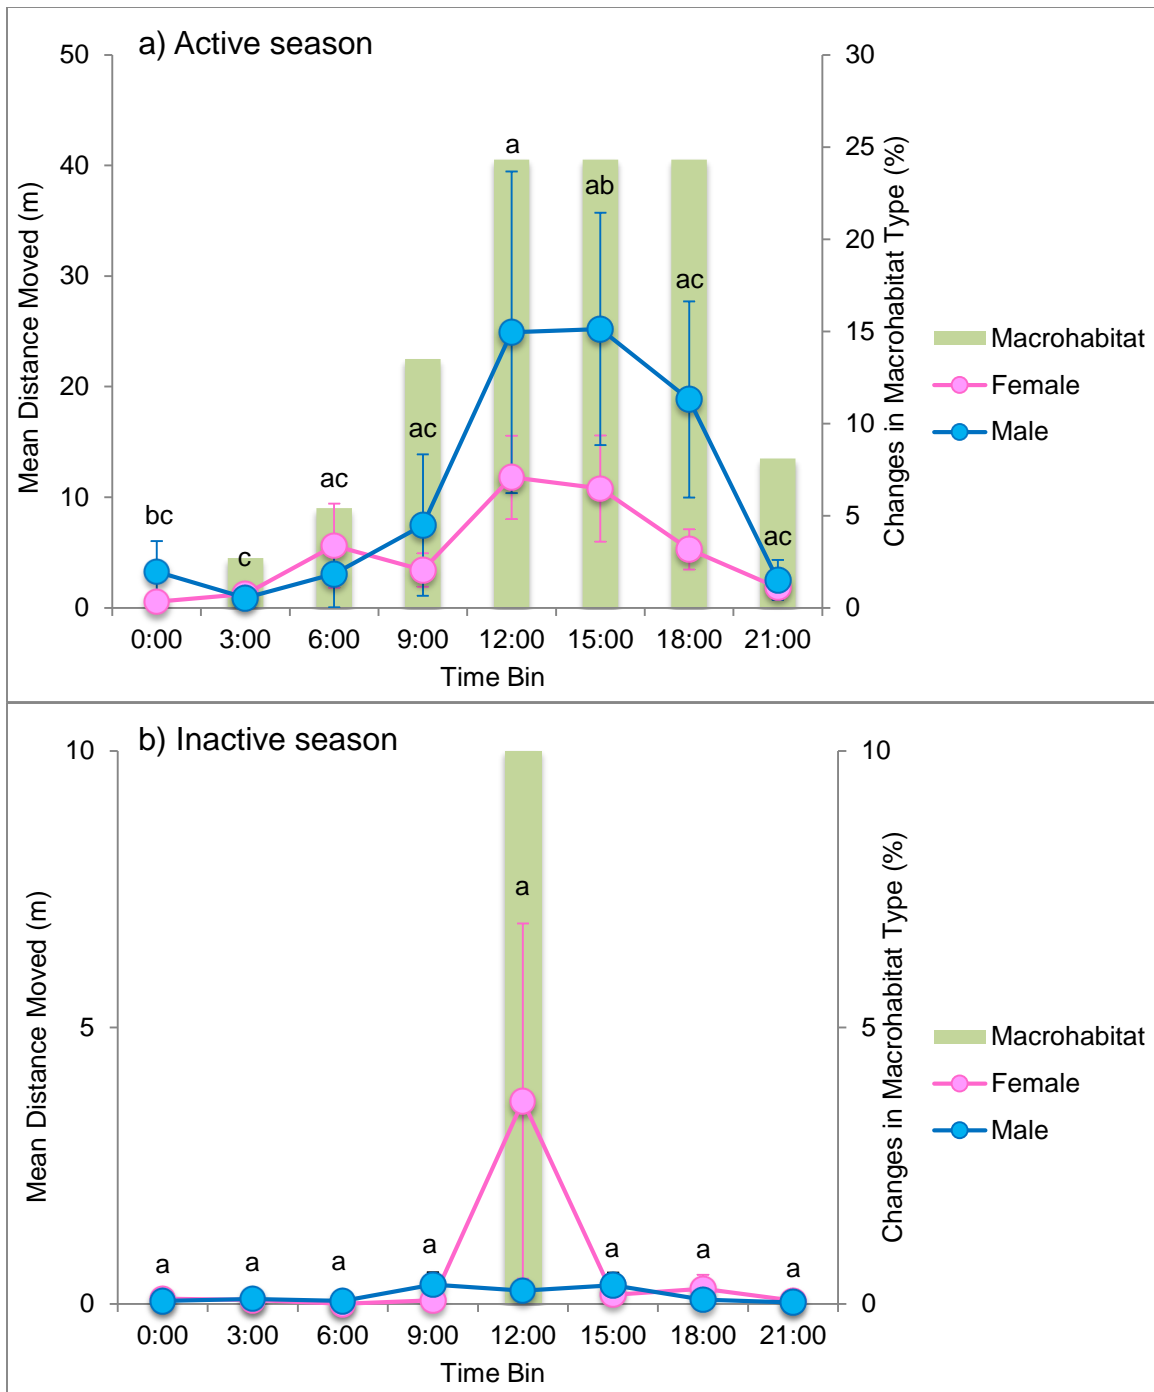 a) Active season
50
40
30
20
10
0
Mean Distance Moved (m)
30
25
20
15
10
5
0
Changes in Macrohabitat Type (%)
bc
c
ac
ac
a
ab
ac
ac
0:00 3:00 6:00 9:00 12:00 15:00 18:00 21:00
Time Bin
Macrohabitat
Female
Male
b) Inactive season
10
5
0
Mean Distance Moved (m)
10
5
0
Changes in Macrohabitat Type (%)
a
a
a
a
a
a
a
a
0:00 3:00 6:00 9:00 12:00 15:00 18:00 21:00
Time Bin
Macrohabitat
Female
Male